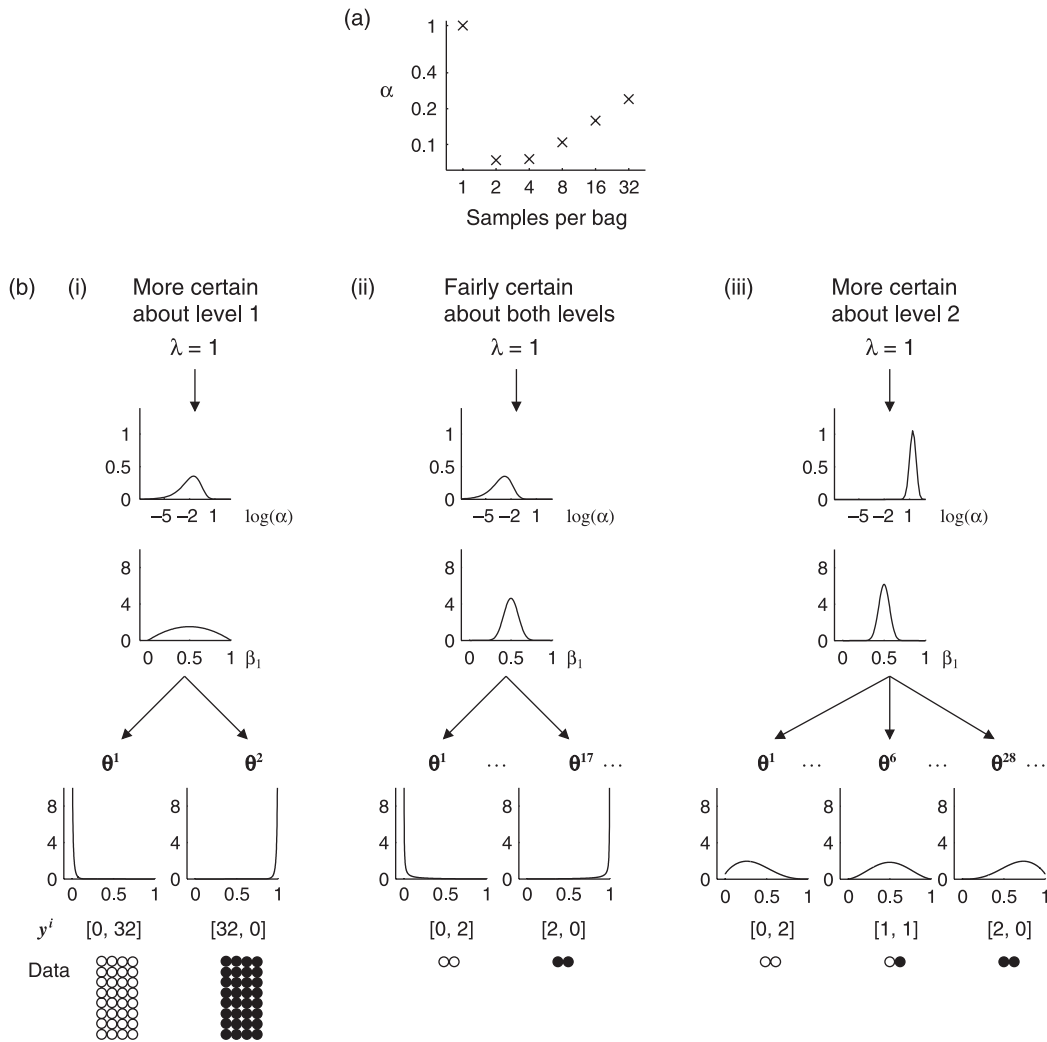 (a)
α
1
0.4
0.2
0.1
1 2 4 8 16 32
Samples per bag
(b) (i) More certain about level 1
λ = 1
1
0.5
0
−5 −2 1 log(α)
8
4
0
0 0.5 1 β1
θ1 θ2
8
4
0
0 0.5 1
8
4
0
0 0.5 1
yi [0, 32] [32, 0]
Data
(ii) Fairly certain about both levels
λ = 1
1
0.5
0
−5 −2 1 log(α)
8
4
0
0 0.5 1 β1
θ1 ... θ17 ...
8
4
0
0 0.5 1
8
4
0
0 0.5 1
[0, 2] [2, 0]
(iii) More certain about level 2
λ = 1
1
0.5
0
−5 −2 1 log(α)
8
4
0
0 0.5 1 β1
θ1 ... θ6 ... θ28 ...
8
4
0
0 0.5 1
8
4
0
0 0.5 1
8
4
0
0 0.5 1
[0, 2] [1, 1] [2, 0]